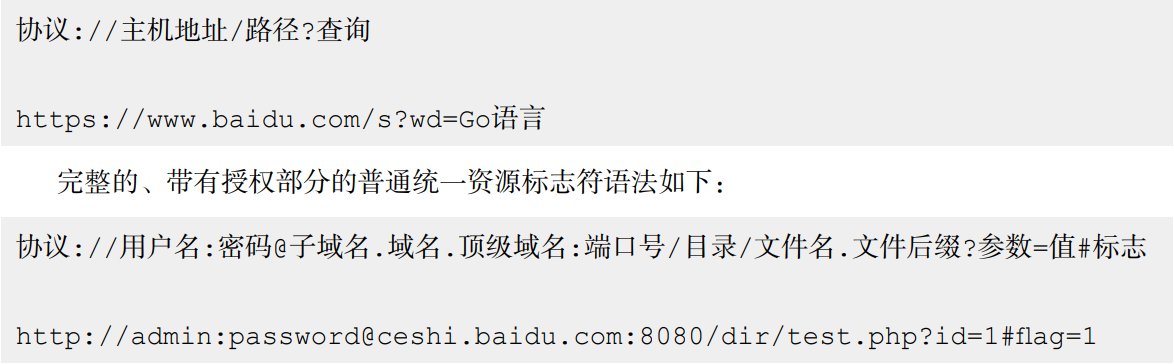 协议://主机地址/路径?查询
https://www.baidu.com/s?wd=Go语言
完整的、带有授权部分的普通统一资源标志符语法如下：
协议://用户名:密码@子域名.域名.顶级域名:端口号/目录/文件名.文件后缀?参数=值#标志
http://admin:password@ceshi.baidu.com:8080/dir/test.php?id=1#flag=1